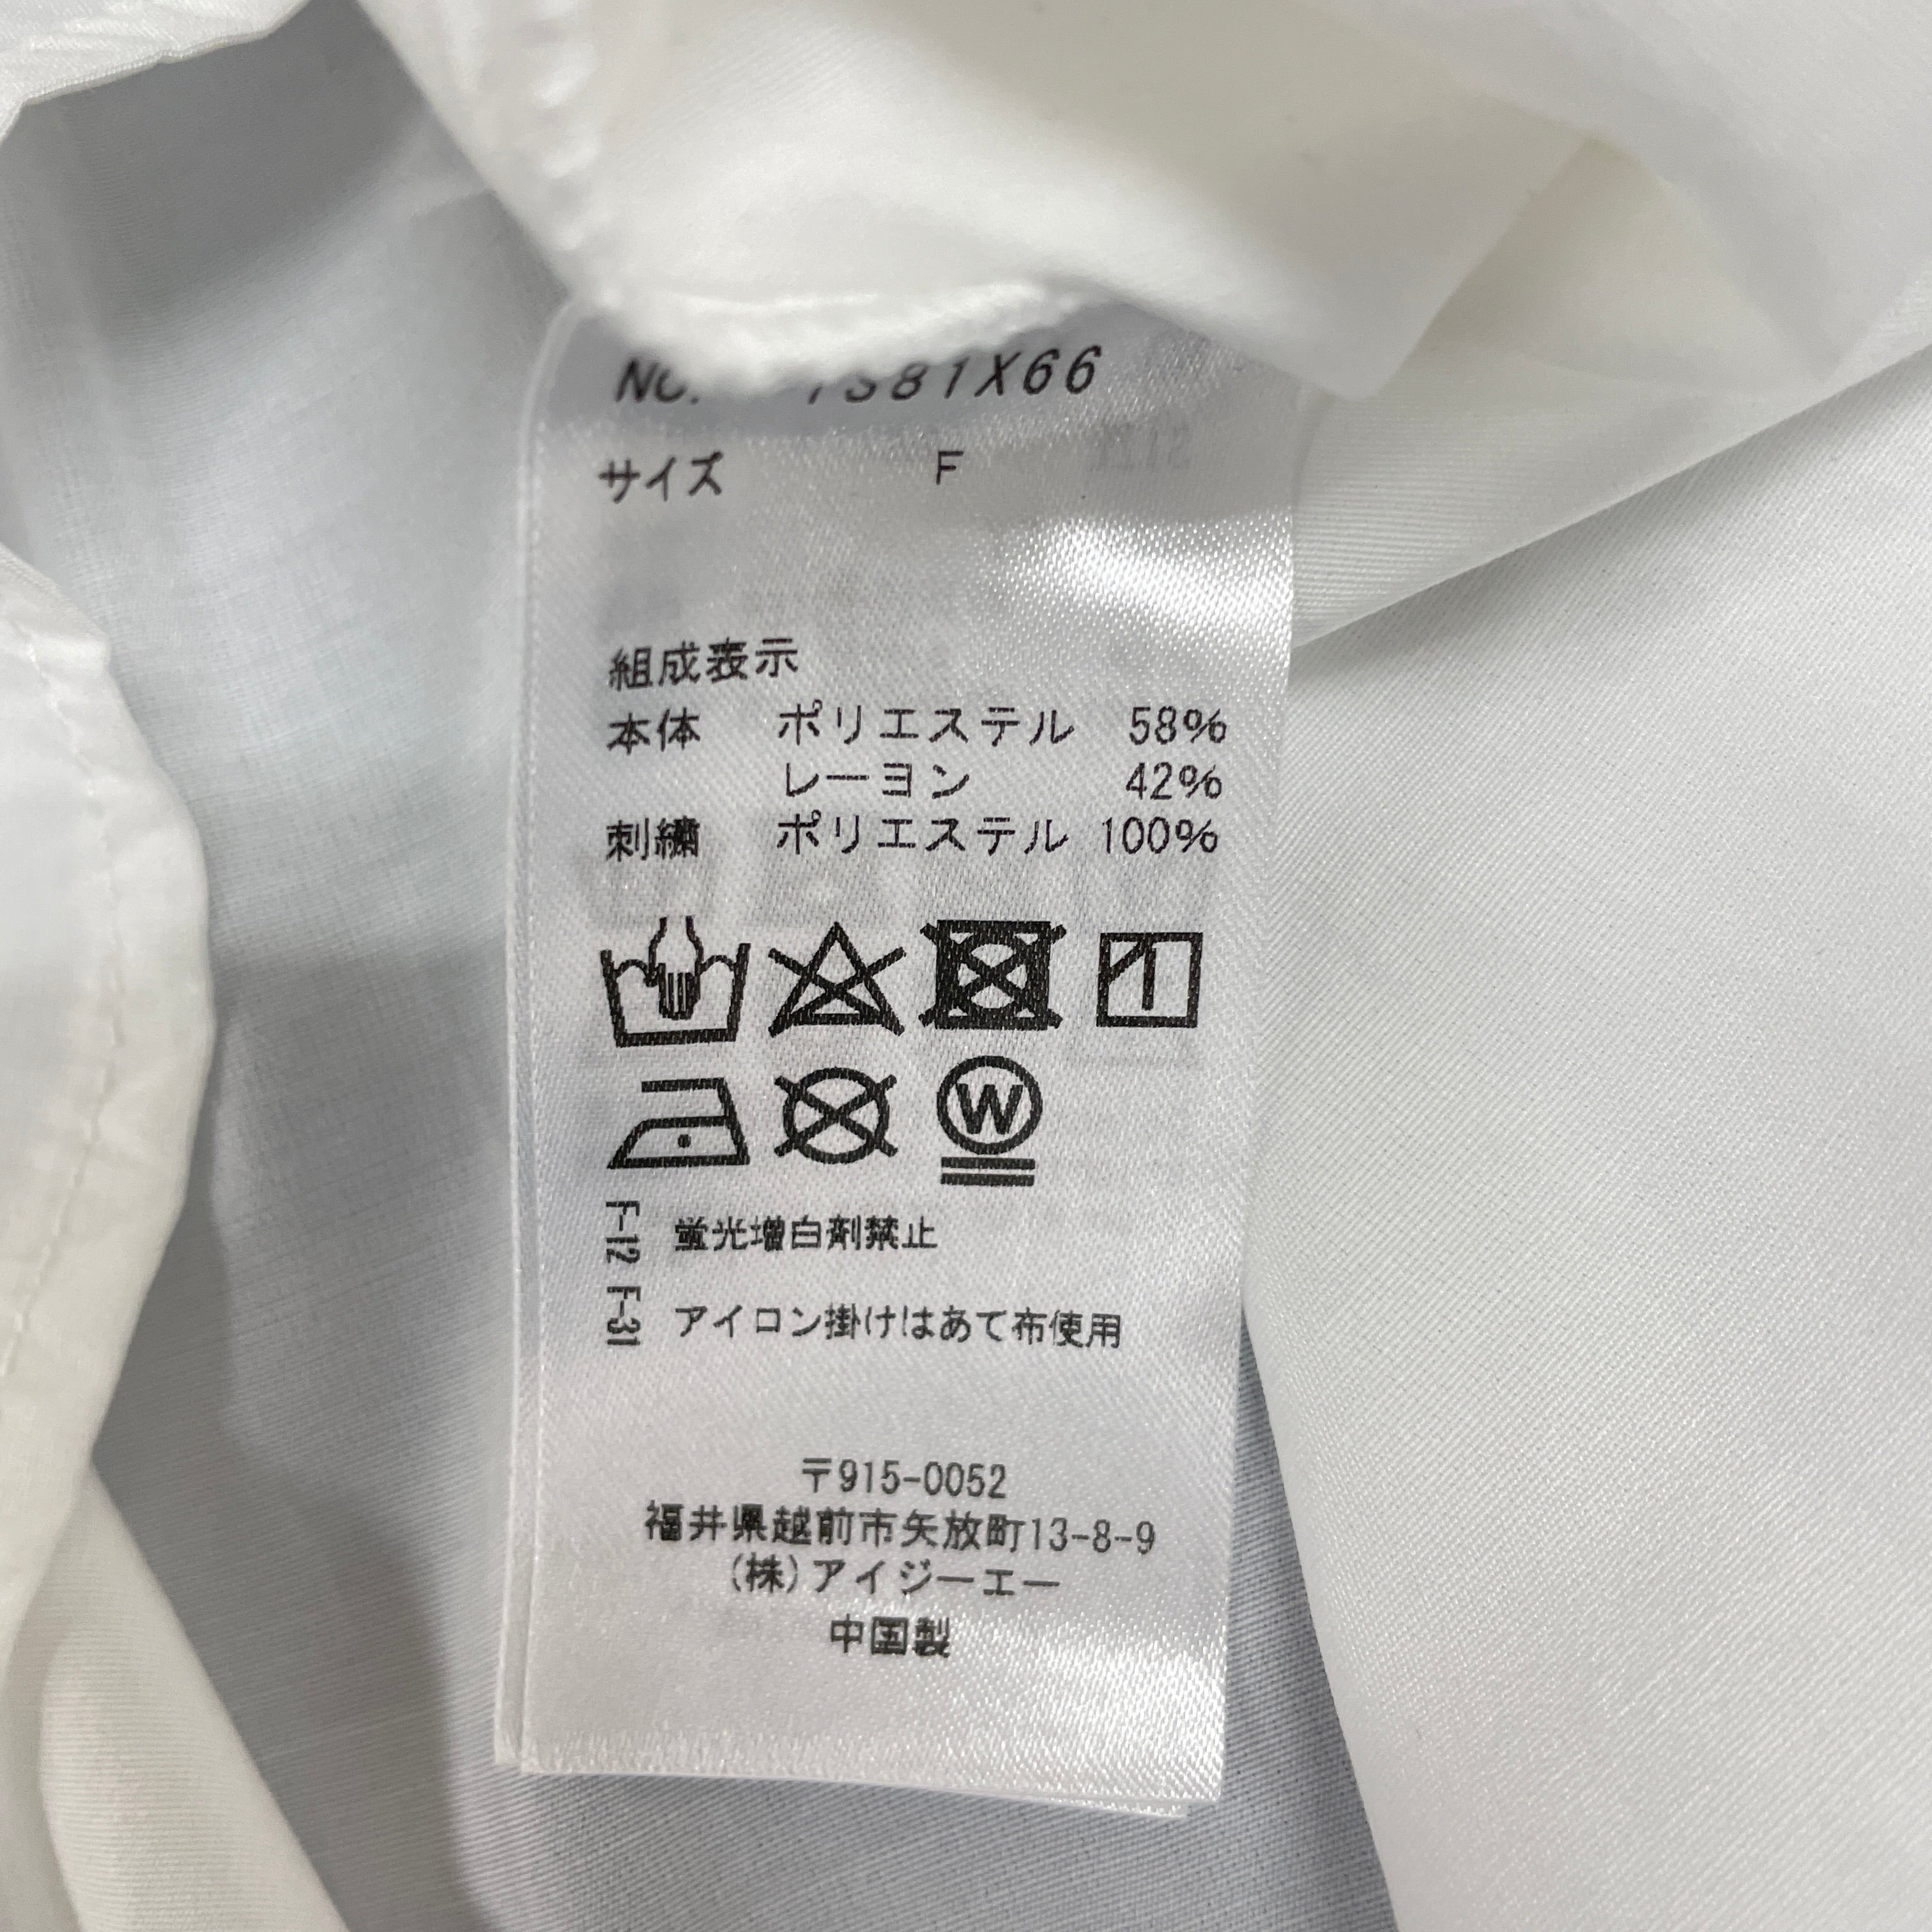 NO. 1S81X66
サイズ F
組成表示
本体 ポリエステル 58%
レーヨン 42%
刺繍 ポリエステル 100%
W
F-12 蛍光増白剤禁止
F-31 アイロン掛けはあて布使用
〒915-0052
福井県越前市矢放町13-8-9
(株)アイジーエー
中国製